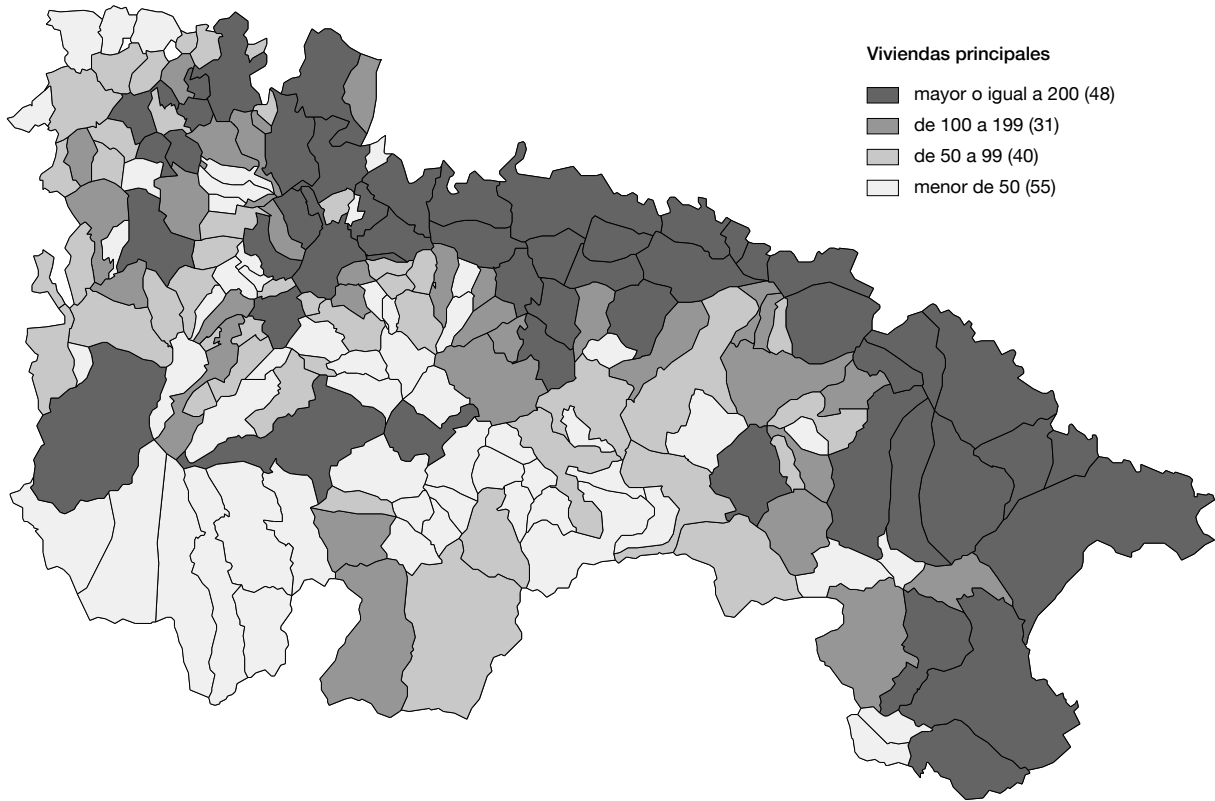 Viviendas principales
mayor o igual a 200 (48)
de 100 a 199 (31)
de 50 a 99 (40)
menor de 50 (55)